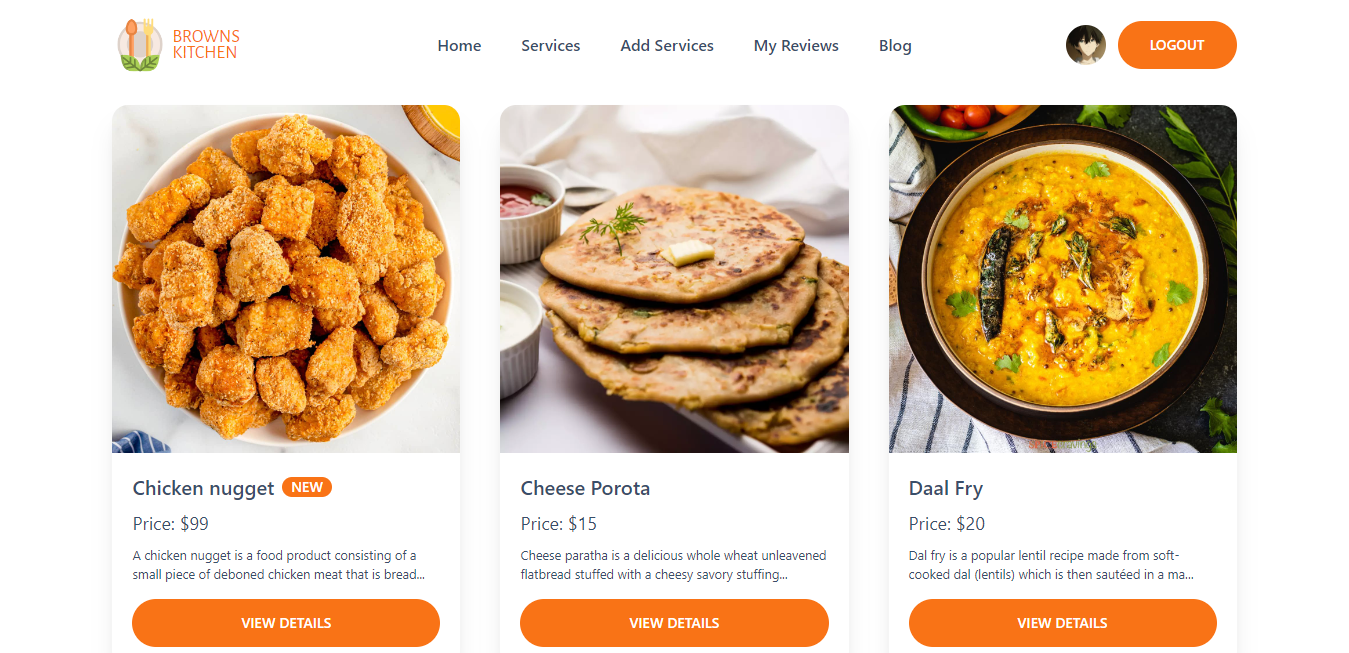 BROWNS
KITCHEN
Home
Services
Add Services
My Reviews
Blog
LOGOUT
Chicken nugget NEW
Price: $99
A chicken nugget is a food product consisting of a
small piece of deboned chicken meat that is bread...
VIEW DETAILS
Cheese Porota
Price: $15
Cheese paratha is a delicious whole wheat unleavened
flatbread stuffed with a cheesy savory stuffing...
VIEW DETAILS
Daal Fry
Price: $20
Dal fry is a popular lentil recipe made from soft-
cooked dal (lentils) which is then sautéed in a ma...
VIEW DETAILS